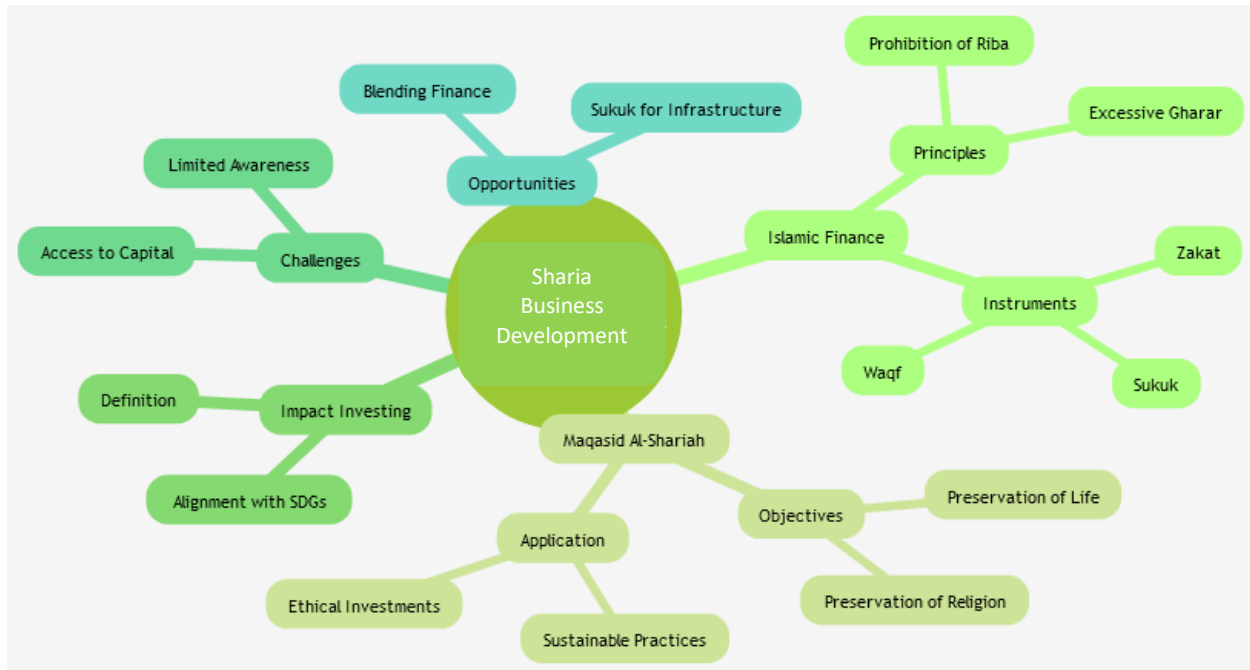 Sharia
Business
Development
Opportunities
Blending Finance
Sukuk for Infrastructure
Islamic Finance
Principles
Prohibition of Riba
Excessive Gharar
Instruments
Zakat
Sukuk
Waqf
Maqasid Al-Shariah
Objectives
Preservation of Life
Preservation of Religion
Application
Sustainable Practices
Ethical Investments
Impact Investing
Definition
Alignment with SDGs
Challenges
Access to Capital
Limited Awareness